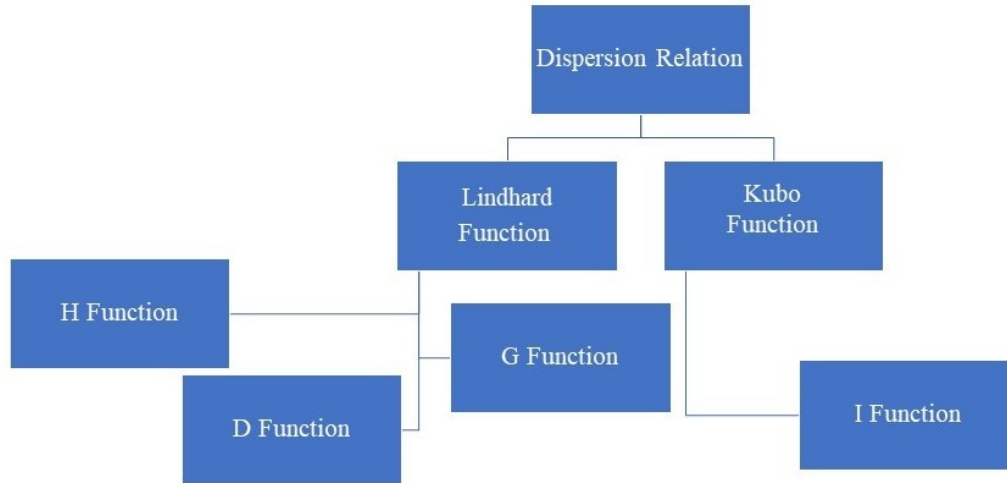 Dispersion Relation
Lindhard
Function
Kubo
Function
H Function
G Function
D Function
I Function